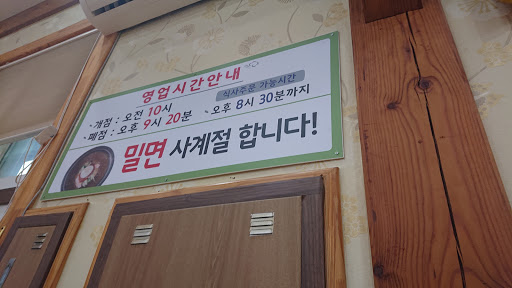 영업시간안내
• 개점 : 오전 10시
식사주문 가능시간
• 폐점 : 오후 9시 20분
• 오후 8시 30분까지
밀면 사계절 합니다!